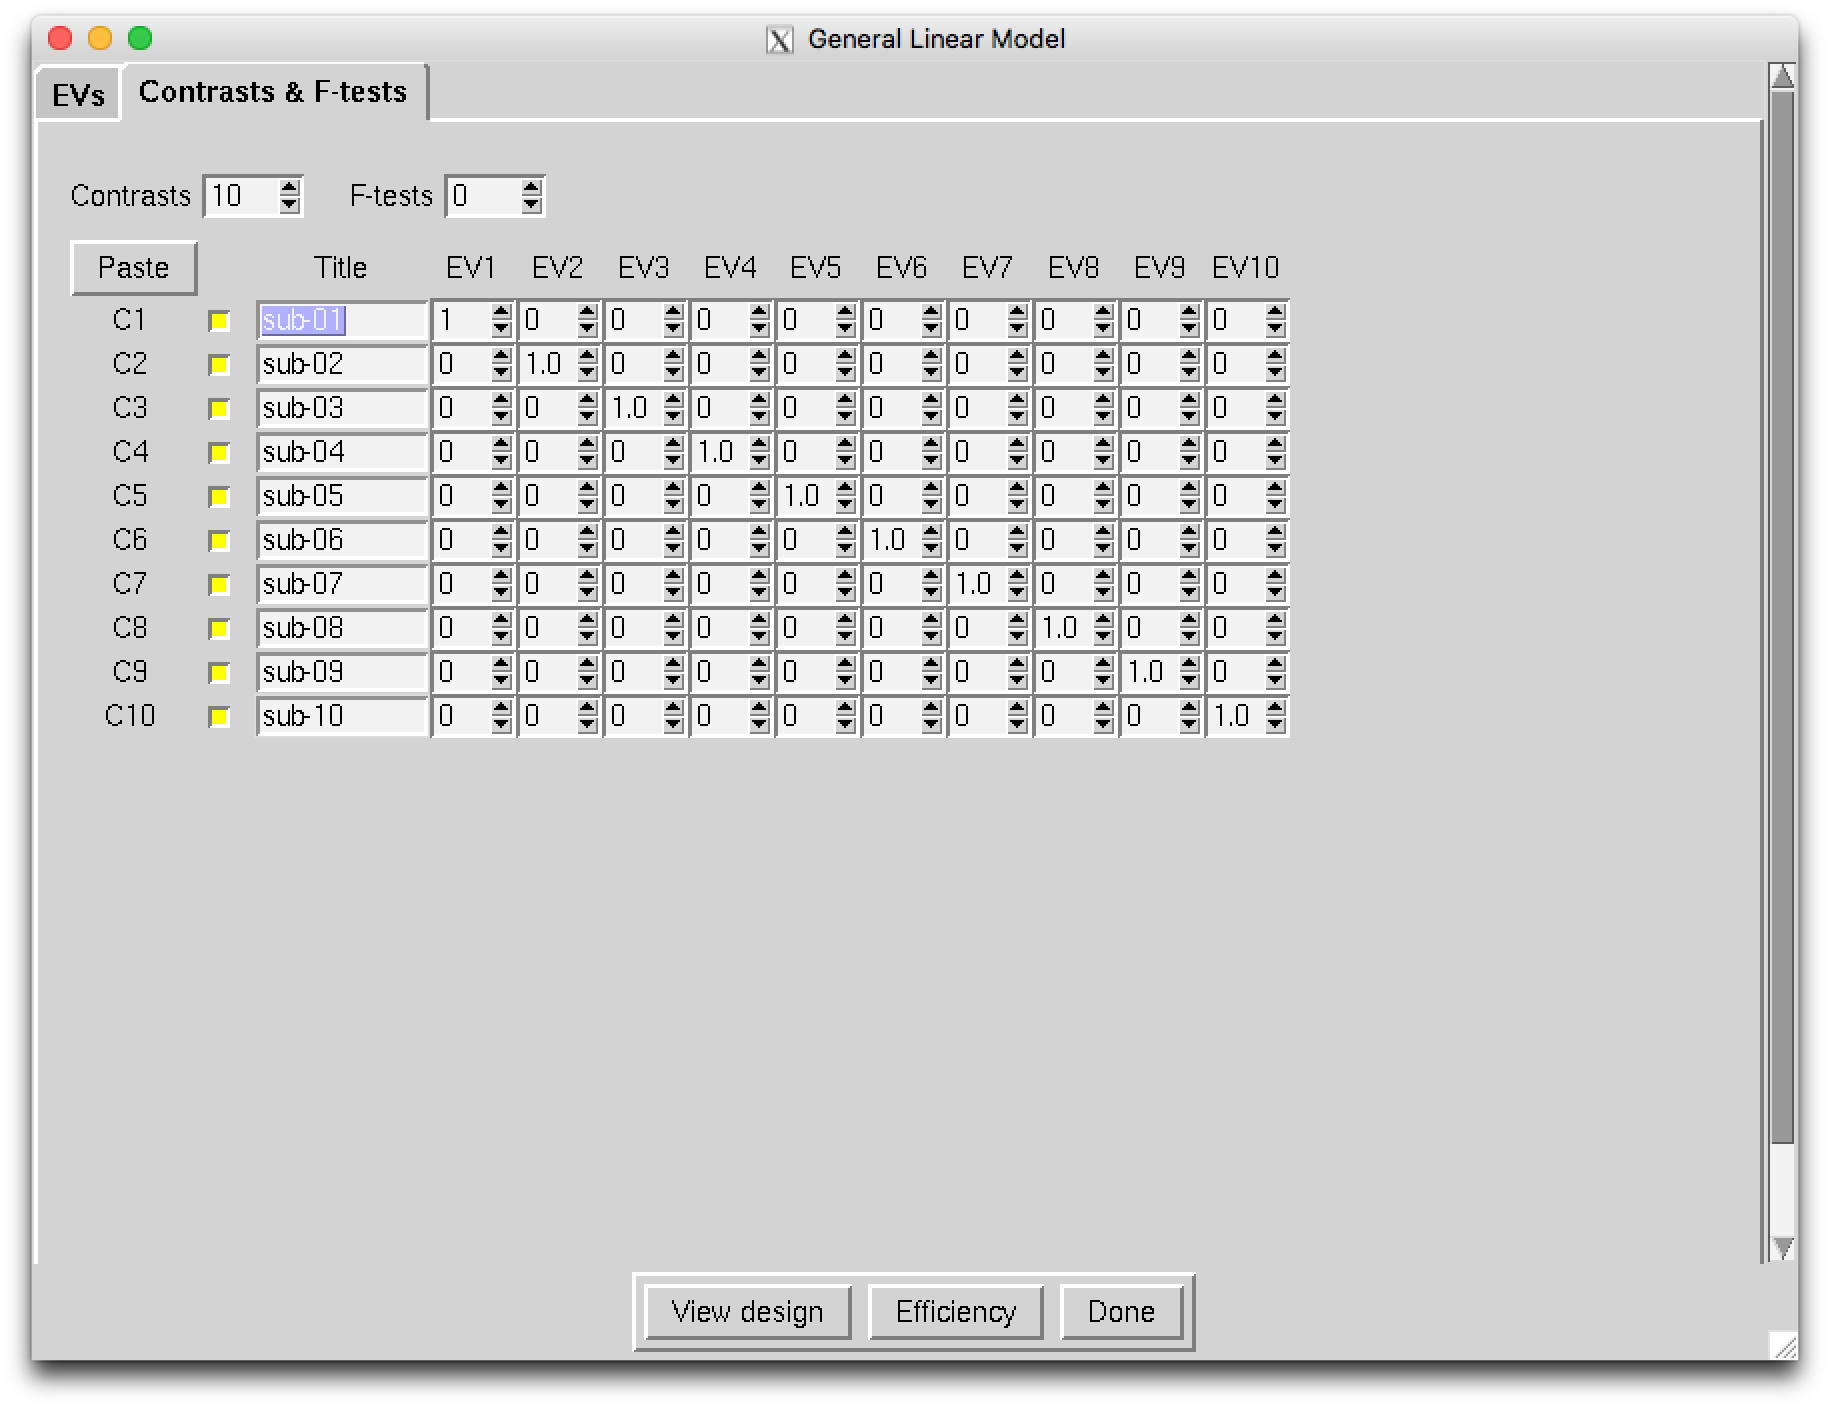 General Linear Model
EVs Contrasts & F-tests
Contrasts 10 F-tests 0
Paste Title EV1 EV2 EV3 EV4 EV5 EV6 EV7 EV8 EV9 EV10
C1 sub-01 1 0 0 0 0 0 0 0 0 0
C2 sub-02 0 1.0 0 0 0 0 0 0 0 0
C3 sub-03 0 0 1.0 0 0 0 0 0 0 0
C4 sub-04 0 0 0 1.0 0 0 0 0 0 0
C5 sub-05 0 0 0 0 1.0 0 0 0 0 0
C6 sub-06 0 0 0 0 0 1.0 0 0 0 0
C7 sub-07 0 0 0 0 0 0 1.0 0 0 0
C8 sub-08 0 0 0 0 0 0 0 1.0 0 0
C9 sub-09 0 0 0 0 0 0 0 0 1.0 0
C10 sub-10 0 0 0 0 0 0 0 0 0 1.0
View design Efficiency Done